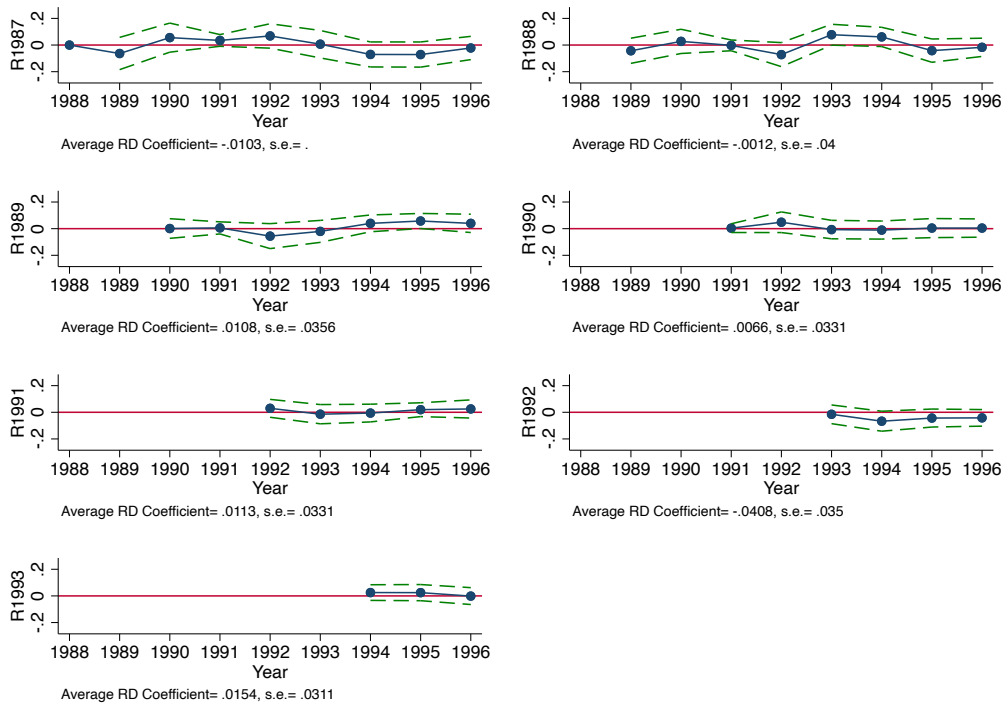 R1987
.2
0
-.2
1988 1989 1990 1991 1992 1993 1994 1995 1996
Year
Average RD Coefficient= -.0103, s.e.= .
R1988
.2
0
-.2
1988 1989 1990 1991 1992 1993 1994 1995 1996
Year
Average RD Coefficient= -.0012, s.e.= .04
R1989
.2
0
-.2
1988 1989 1990 1991 1992 1993 1994 1995 1996
Year
Average RD Coefficient= .0108, s.e.= .0356
R1990
.2
0
-.2
1988 1989 1990 1991 1992 1993 1994 1995 1996
Year
Average RD Coefficient= .0066, s.e.= .0331
R1991
.2
0
-.2
1988 1989 1990 1991 1992 1993 1994 1995 1996
Year
Average RD Coefficient= .0113, s.e.= .0331
R1992
.2
0
-.2
1988 1989 1990 1991 1992 1993 1994 1995 1996
Year
Average RD Coefficient= -.0408, s.e.= .035
R1993
.2
0
-.2
1988 1989 1990 1991 1992 1993 1994 1995 1996
Year
Average RD Coefficient= .0154, s.e.= .0311